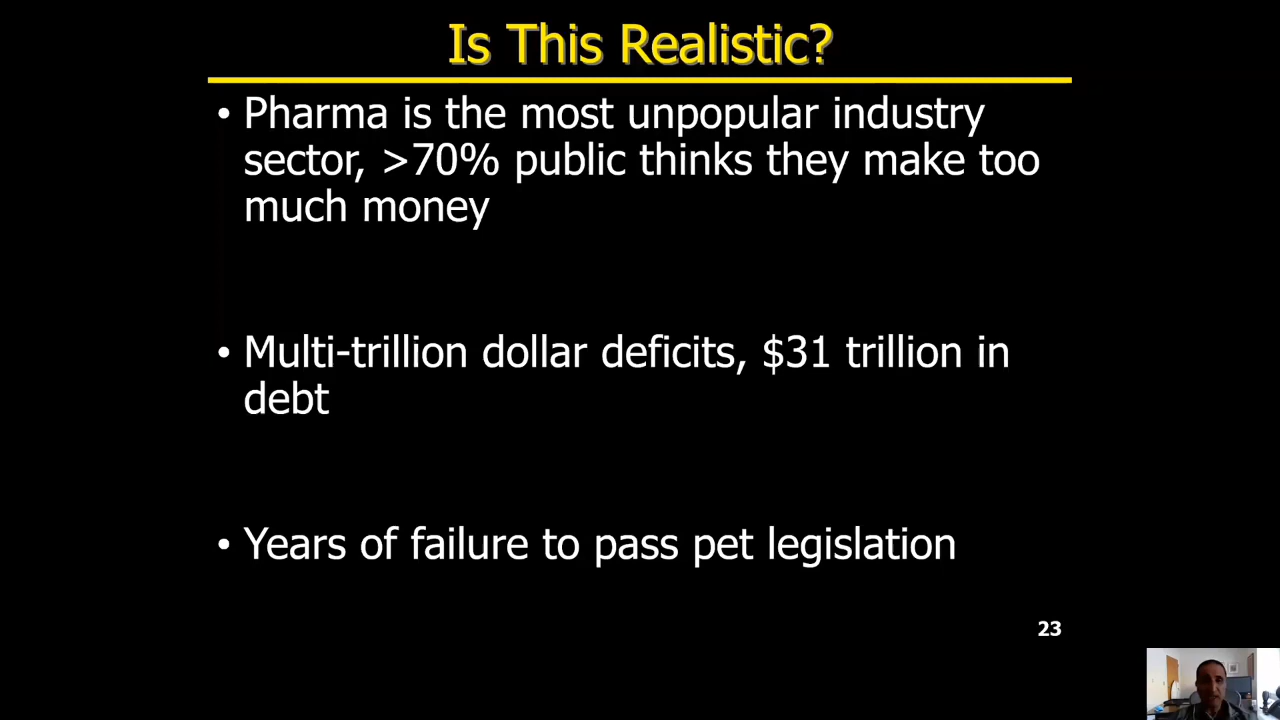 Is This Realistic?
• Pharma is the most unpopular industry
sector, >70% public thinks they make too
much money
• Multi-trillion dollar deficits, $31 trillion in
debt
• Years of failure to pass pet legislation
23